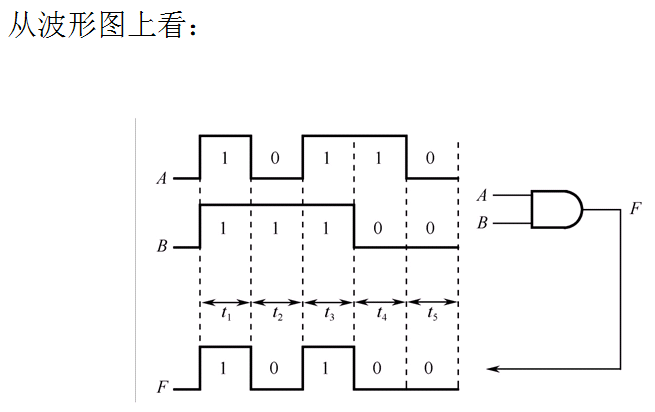 从波形图上看：
A 1 0 1 1 0
B 1 1 1 0 0
A
B
F
t₁ t₂ t₃ t₄ t₅
F 1 0 1 0 0